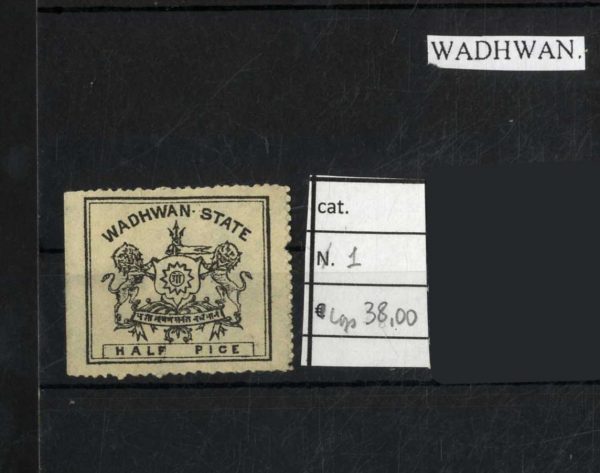 WADHWAN.
WADHWAN·STATE
श्री
HALF PICE
cat.
N. 1
€ 38,00